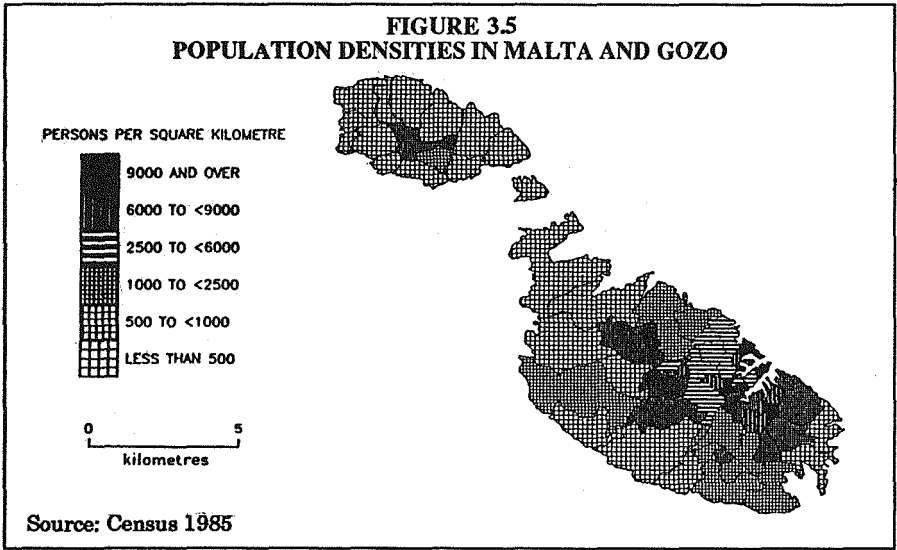 FIGURE 3.5
POPULATION DENSITIES IN MALTA AND GOZO
PERSONS PER SQUARE KILOMETRE
9000 AND OVER
6000 TO <9000
2500 TO <6000
1000 TO <2500
500 TO <1000
LESS THAN 500
0 5
kilometres
Source: Census 1985